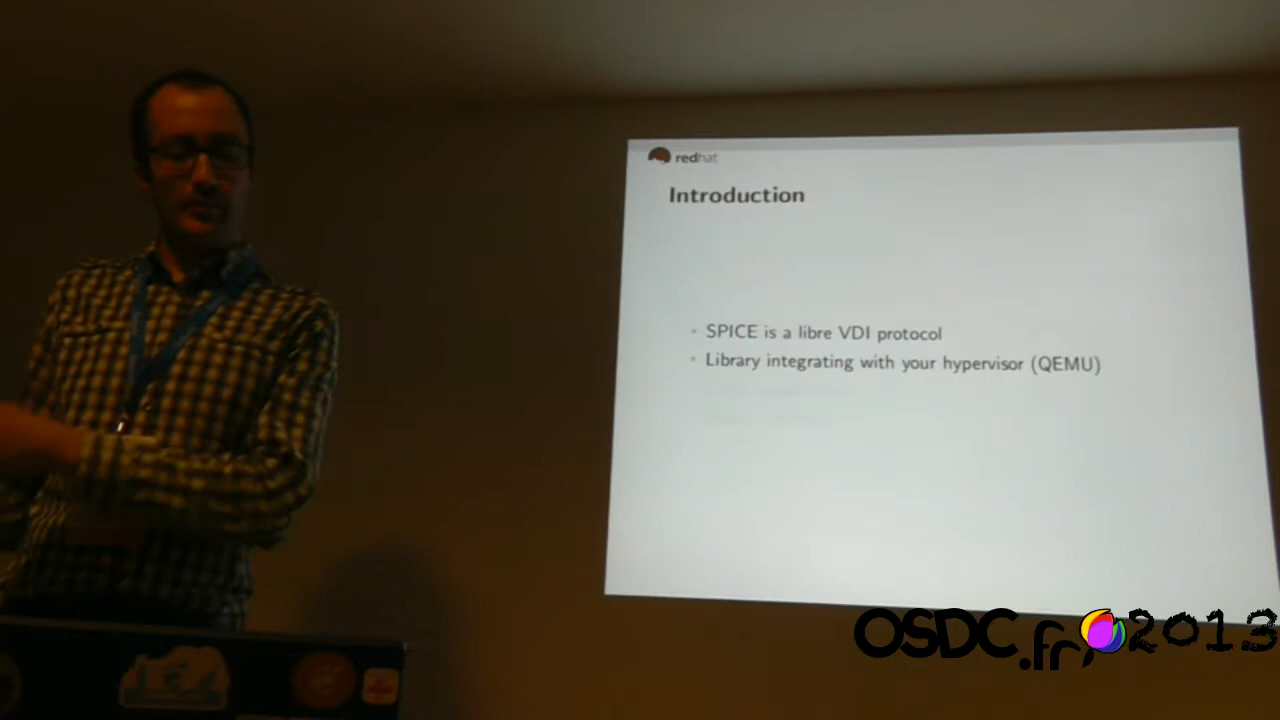 redhat
Introduction
• SPICE is a libre VDI protocol
• Library integrating with your hypervisor (QEMU)
OSDC.fr 2013